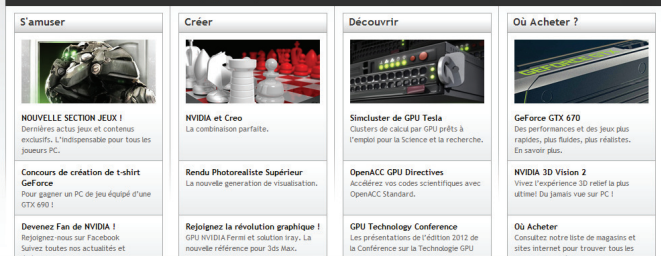 S'amuser
NOUVELLE SECTION JEUX !
Dernières actus jeux et contenus
exclusifs. L'indispensable pour tous les
joueurs PC.
Concours de création de t-shirt
GeForce
Pour gagner un PC de jeu équipé d'une
GTX 690 !
Devenez Fan de NVIDIA !
Rejoignez-nous sur Facebook
Suivez toutes nos actualités et
Créer
NVIDIA et Creo
La combinaison parfaite.
Rendu Photorealiste Supérieur
La nouvelle generation de visualisation.
Rejoignez la révolution graphique !
GPU NVIDIA Fermi et solution iray. La
nouvelle référence pour 3ds Max.
Découvrir
Simcluster de GPU Tesla
Clusters de calcul par GPU prêts à
l'emploi pour la Science et la recherche.
OpenACC GPU Directives
Accélérez vos codes scientifiques avec
OpenACC Standard.
GPU Technology Conference
Les présentations de l'édition 2012 de
la Conférence sur la Technologie GPU
Où Acheter ?
GEFORCE GTX
GeForce GTX 670
Des performances et des jeux plus
rapides, plus fluides, plus réalistes.
En savoir plus.
NVIDIA 3D Vision 2
Vivez l'expérience 3D relief la plus
ultime! Du jamais vue sur PC !
Où Acheter
Consultez notre liste de magasins et
sites internet pour trouver tous les